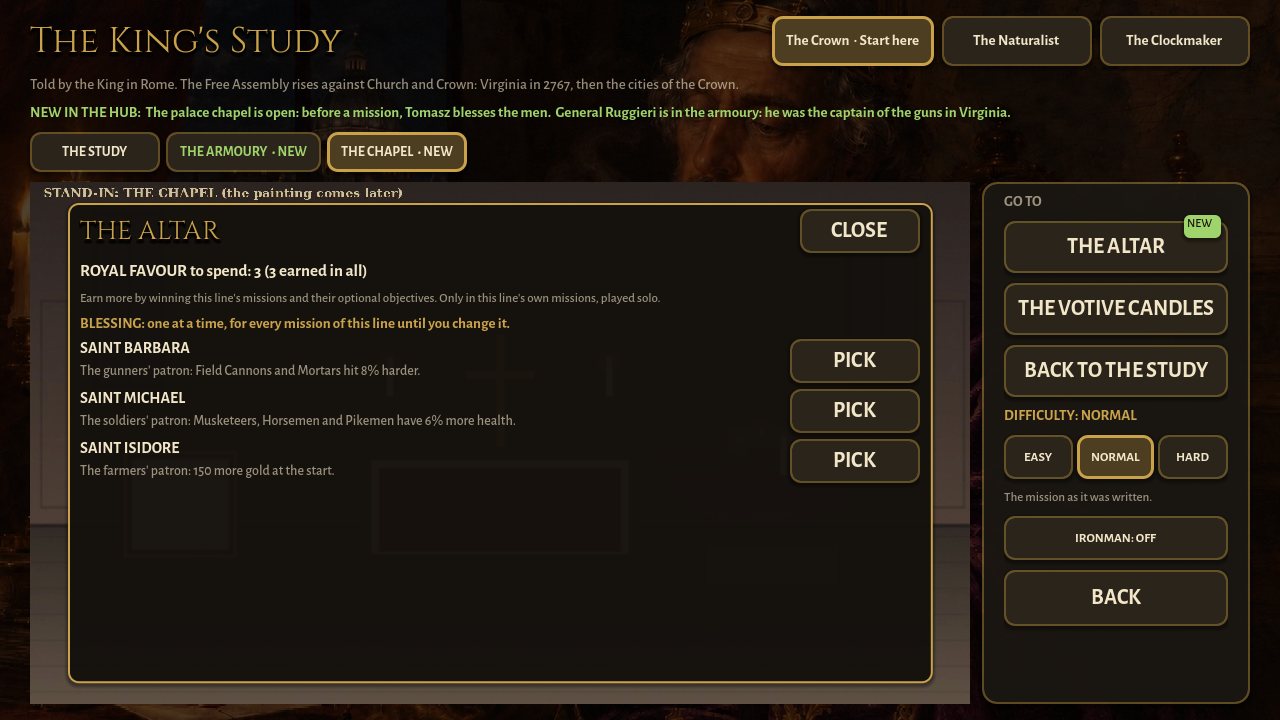 The King's Study
The Crown · Start here
The Naturalist
The Clockmaker
Told by the King in Rome. The Free Assembly rises against Church and Crown: Virginia in 2767, then the cities of the Crown.
NEW IN THE HUB: The palace chapel is open: before a mission, Tomasz blesses the men. General Ruggieri is in the armoury: he was the captain of the guns in Virginia.
THE STUDY
THE ARMOURY · NEW
THE CHAPEL · NEW
STAND-IN: THE CHAPEL (the painting comes later)
THE ALTAR
CLOSE
ROYAL FAVOUR to spend: 3 (3 earned in all)
Earn more by winning this line's missions and their optional objectives. Only in this line's own missions, played solo.
BLESSING: one at a time, for every mission of this line until you change it.
SAINT BARBARA
The gunners' patron: Field Cannons and Mortars hit 8% harder.
PICK
SAINT MICHAEL
The soldiers' patron: Musketeers, Horsemen and Pikemen have 6% more health.
PICK
SAINT ISIDORE
The farmers' patron: 150 more gold at the start.
PICK
GO TO
NEW
THE ALTAR
THE VOTIVE CANDLES
BACK TO THE STUDY
DIFFICULTY: NORMAL
EASY
NORMAL
HARD
The mission as it was written.
IRONMAN: OFF
BACK